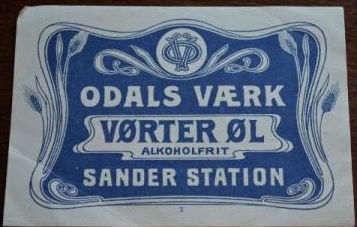 ODALS VÆRK
VØRTER ØL
ALKOHOLFRIT
SANDER STATION